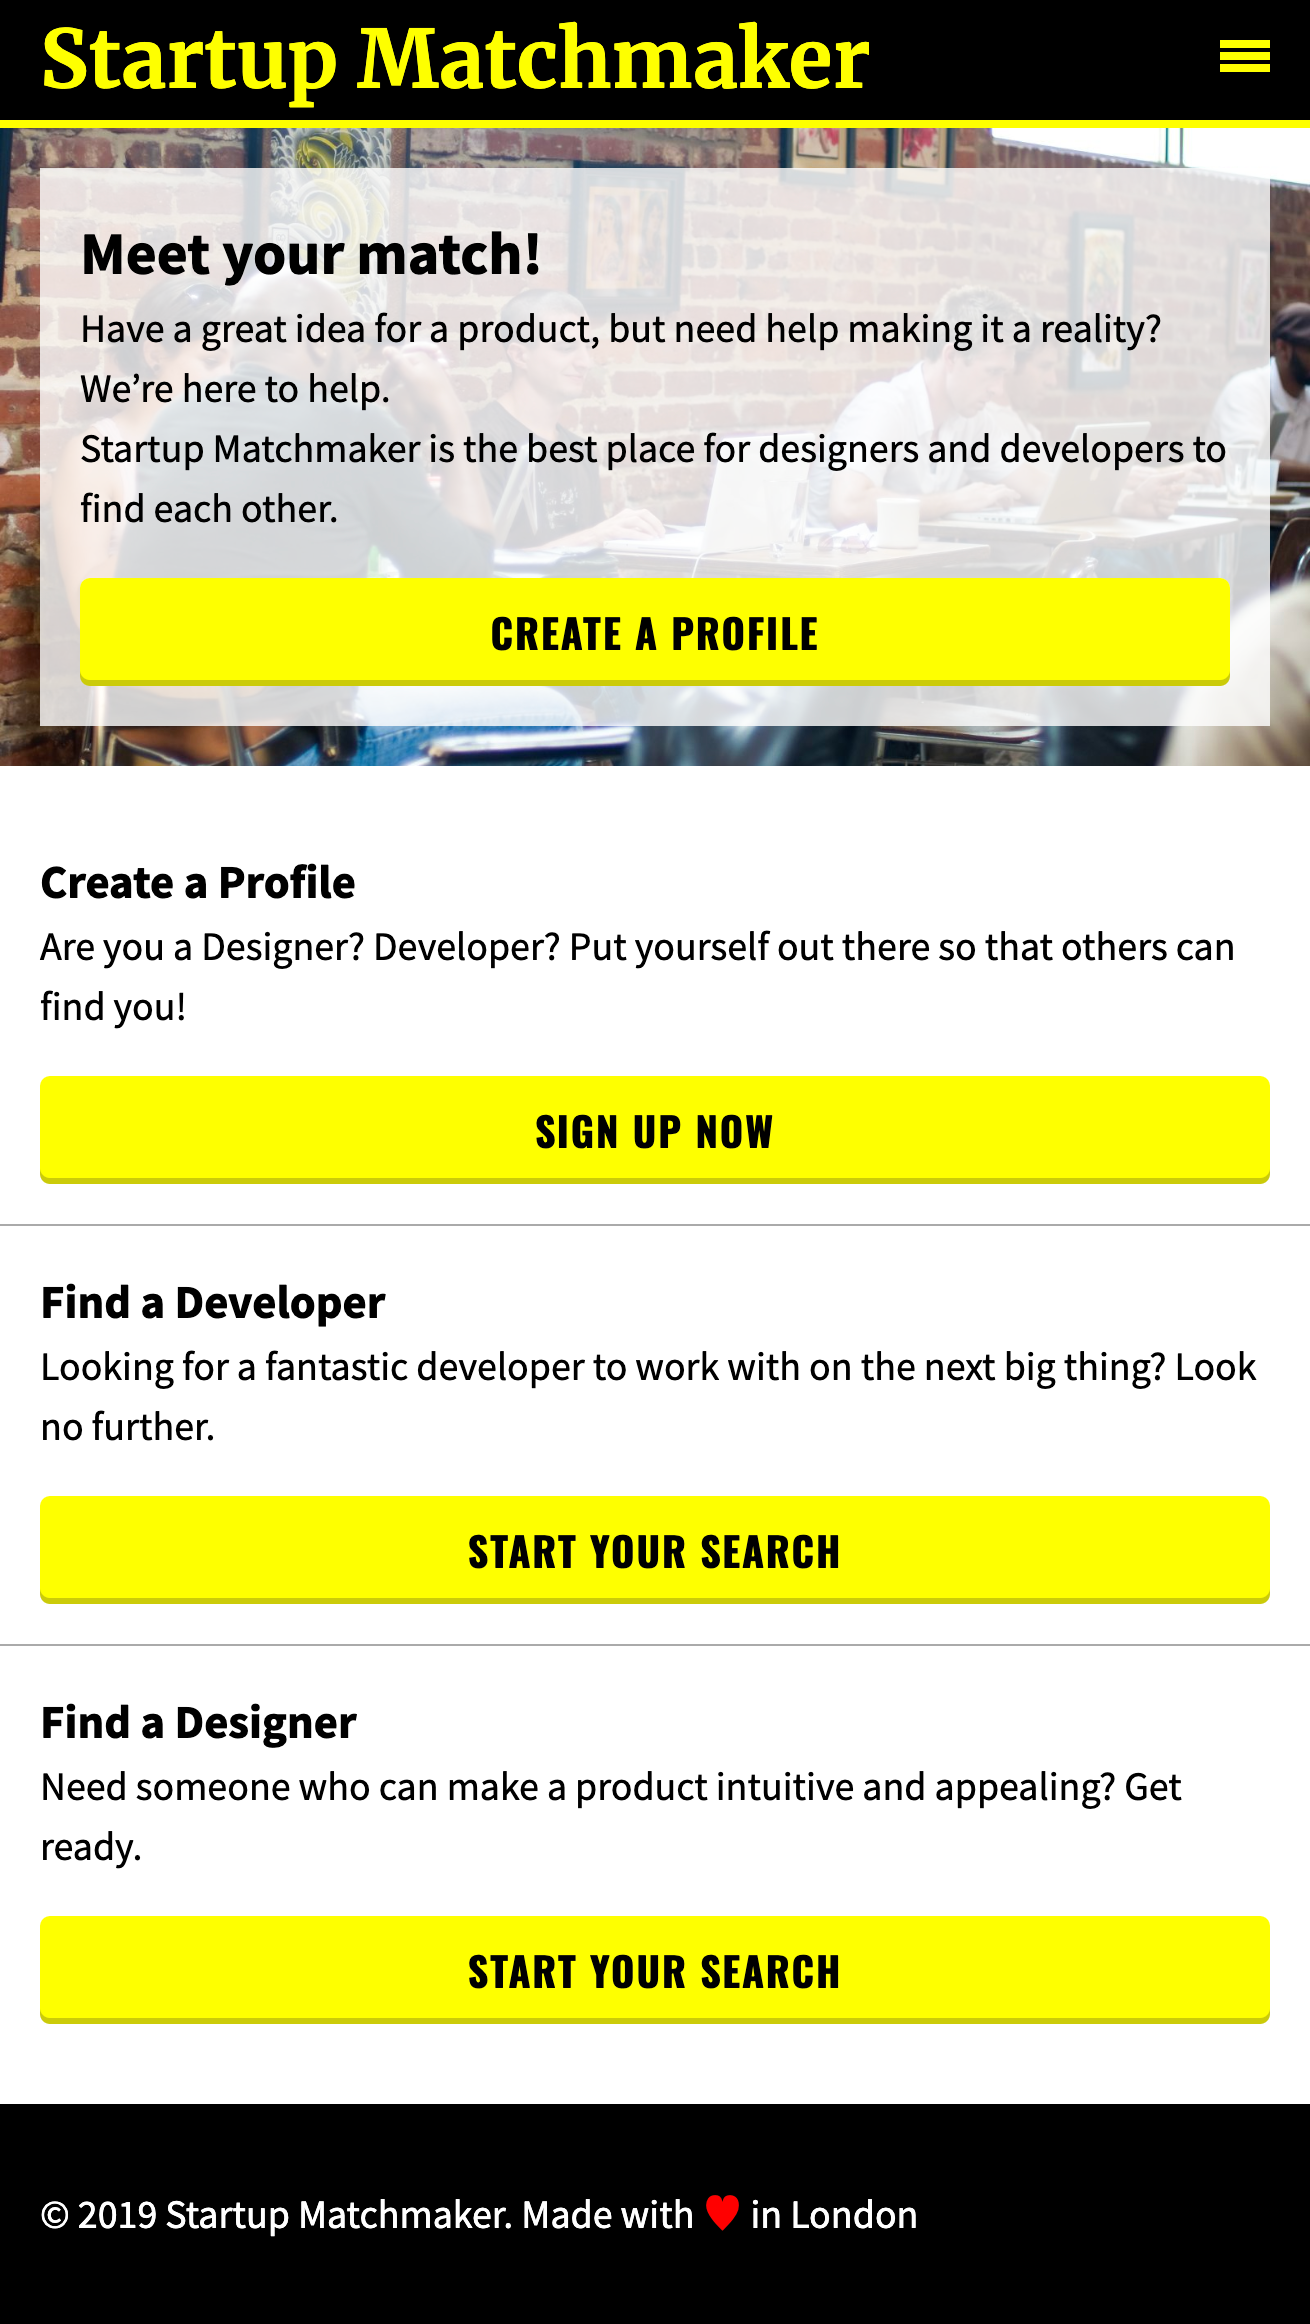 Startup Matchmaker
Meet your match!
Have a great idea for a product, but need help making it a reality?
We’re here to help.
Startup Matchmaker is the best place for designers and developers to
find each other.
CREATE A PROFILE
Create a Profile
Are you a Designer? Developer? Put yourself out there so that others can
find you!
SIGN UP NOW
Find a Developer
Looking for a fantastic developer to work with on the next big thing? Look
no further.
START YOUR SEARCH
Find a Designer
Need someone who can make a product intuitive and appealing? Get
ready.
START YOUR SEARCH
© 2019 Startup Matchmaker. Made with ♥ in London